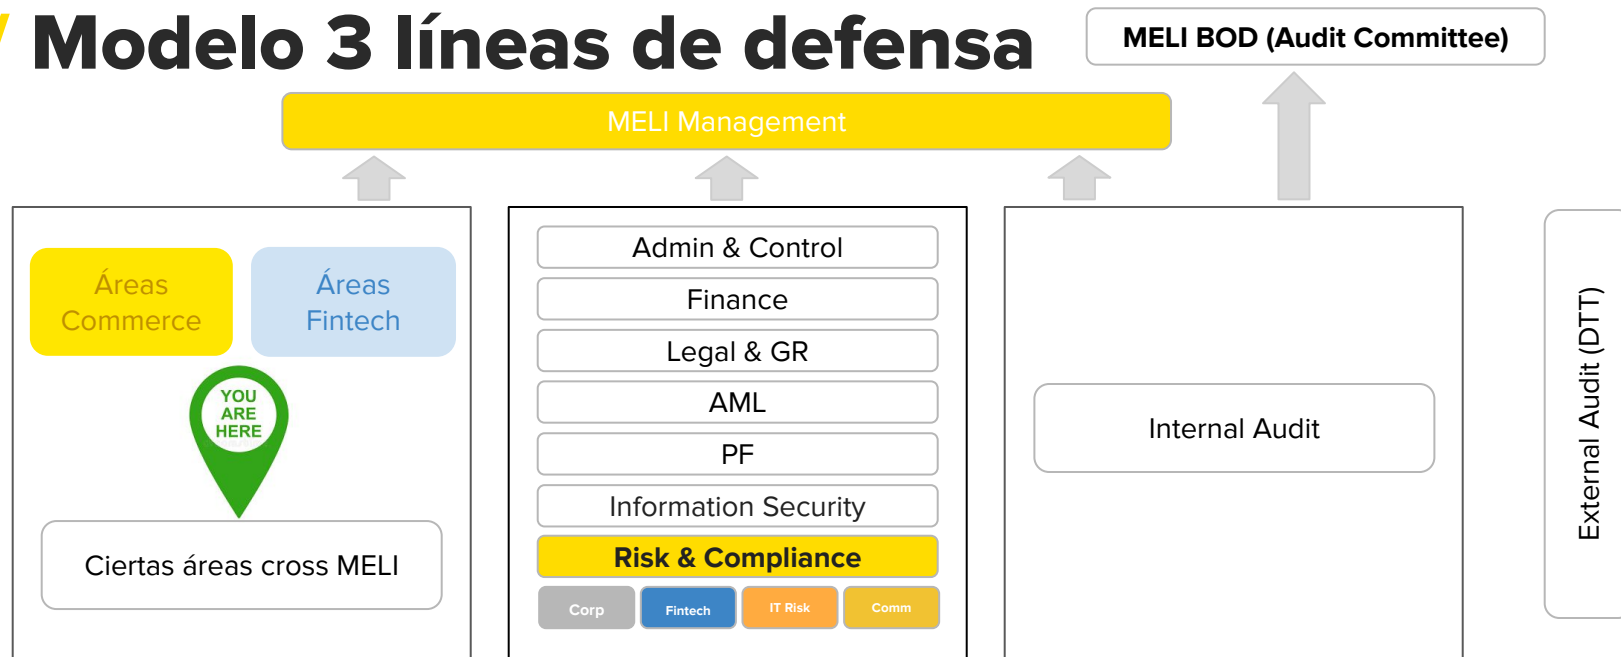 Modelo 3 líneas de defensa
MELI BOD (Audit Committee)
MELI Management
Áreas
Commerce
Áreas
Fintech
YOU
ARE
HERE
Ciertas áreas cross MELI
Admin & Control
Finance
Legal & GR
AML
PF
Information Security
Risk & Compliance
Corp
Fintech
IT Risk
Comm
Internal Audit
External Audit (DTT)